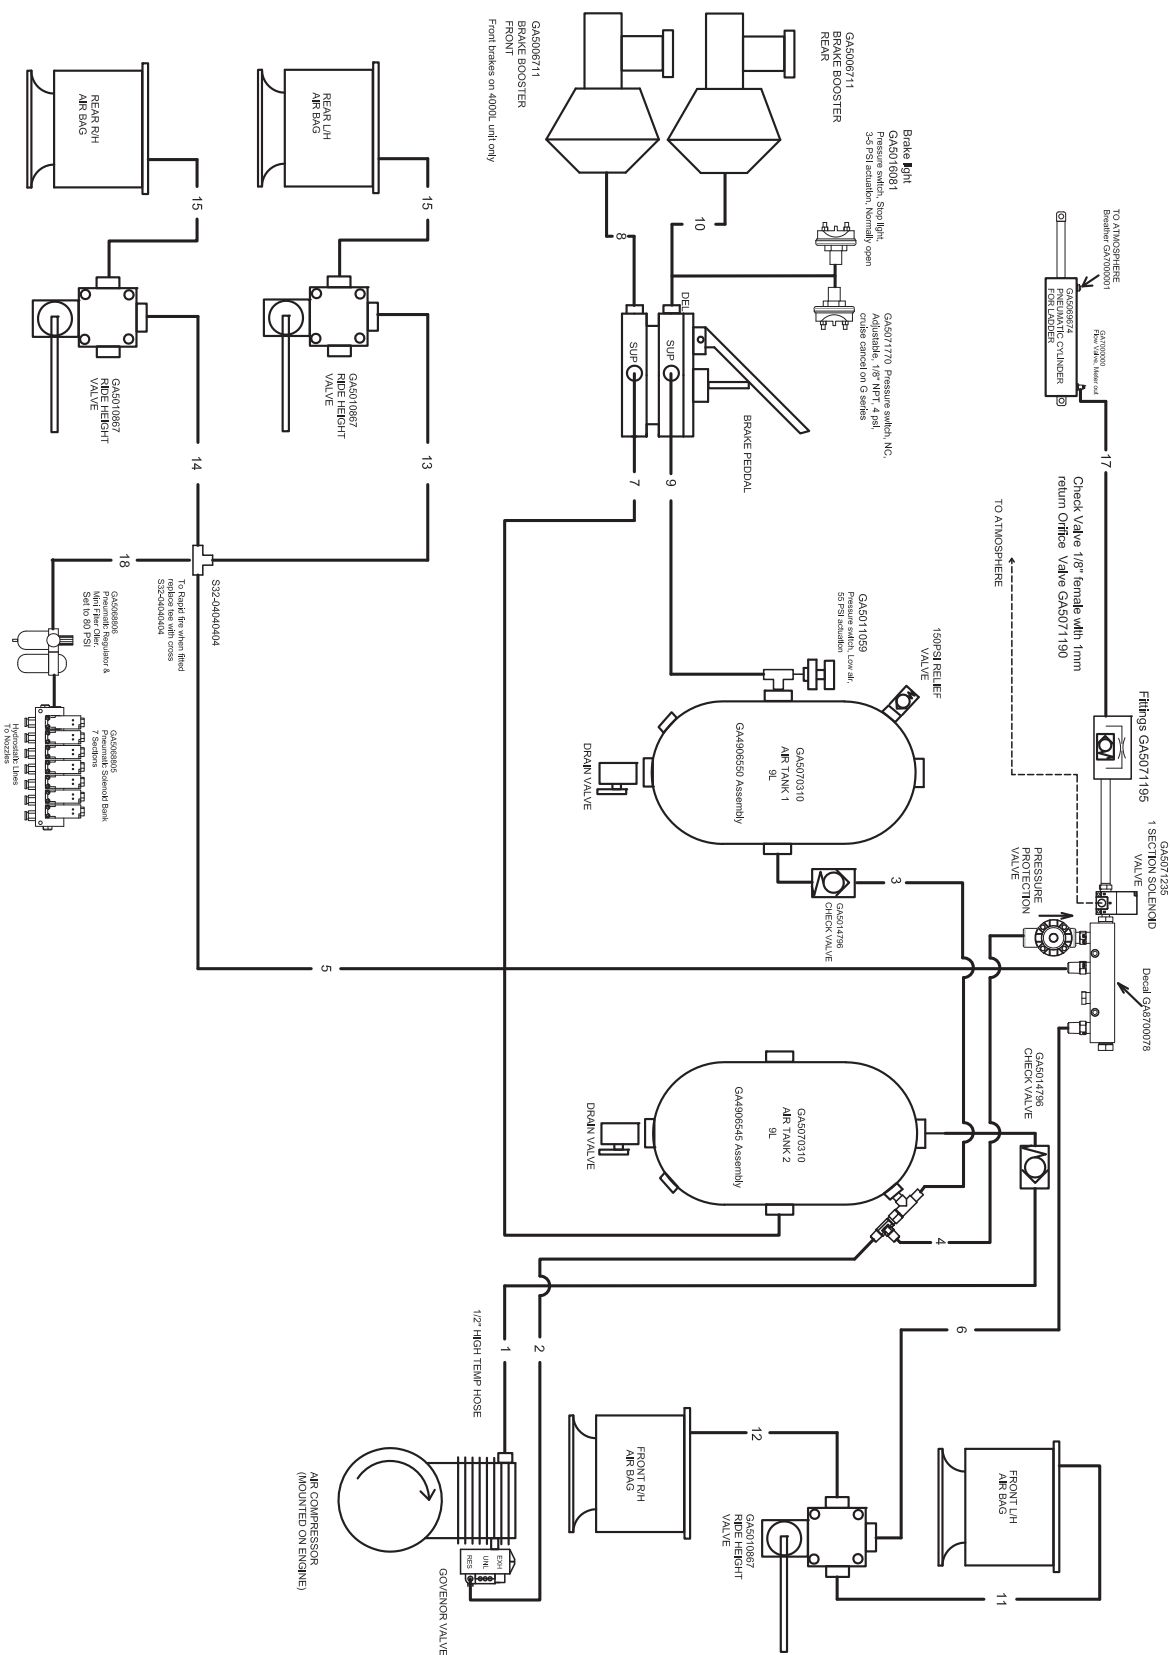 TO ATMOSPHERE
Breather GA7000001
GA5069674
PNEUMATIC CYLINDER
FOR LADDER
GA7000000
Flow Valve, Meter out
17
Check Valve 1/8" female with 1mm
return Orifice Valve GA5071190
TO ATMOSPHERE
Fittings GA5071195
GA5071235
1 SECTION SOLENOID
VALVE
PRESSURE
PROTECTION
VALVE
Decal GA8700078
GA5014796
CHECK VALVE
6
4
FRONT L/H
AIR BAG
11
GA5006711
BRAKE BOOSTER
REAR
GA5006711
BRAKE BOOSTER
FRONT
Front brakes on 4000L unit only
Brake light
GA5016081
Pressure switch, Stop light,
3-5 PSI actuation, Normally open
GA5071770 Pressure switch, NC,
Adjustable, 1/8" NPT, 4 psi,
cruise cancel on G series
10
8
DEL
SUP
SUP
BRAKE PEDDAL
9
7
GA5011059
Pressure switch, Low air,
55 PSI actuation
150PSI RELIEF
VALVE
GA5070310
AIR TANK 1
9L
GA4906550 Assembly
DRAIN VALVE
3
GA5014796
CHECK VALVE
GA5070310
AIR TANK 2
9L
GA4906545 Assembly
DRAIN VALVE
12
FRONT R/H
AIR BAG
GA5010867
RIDE HEIGHT
VALVE
2
1
1/2" HIGH TEMP HOSE
EXH
UNL
RES
GOVENOR VALVE
AIR COMPRESSOR
(MOUNTED ON ENGINE)
REAR L/H
AIR BAG
15
GA5010867
RIDE HEIGHT
VALVE
13
REAR R/H
AIR BAG
15
GA5010867
RIDE HEIGHT
VALVE
14
5
18
S32-04040404
To Rapid fire when fitted
replace tee with cross
S32-04040404
GA5068806
Pneumatic Regulator &
Mini Filter Oiler.
Set to 80 PSI
GA5068805
Pneumatic Solenoid Bank
7 Sections
Hydrostatic Lines
To Nozzles